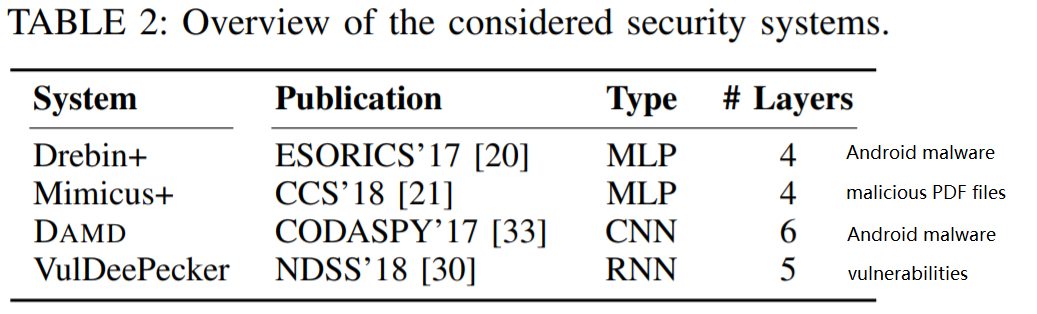 TABLE 2: Overview of the considered security systems.
System Publication Type # Layers
Drebin+ ESORICS’17 [20] MLP 4 Android malware
Mimicus+ CCS’18 [21] MLP 4 malicious PDF files
DAMD CODASPY’17 [33] CNN 6 Android malware
VulDeePecker NDSS’18 [30] RNN 5 vulnerabilities